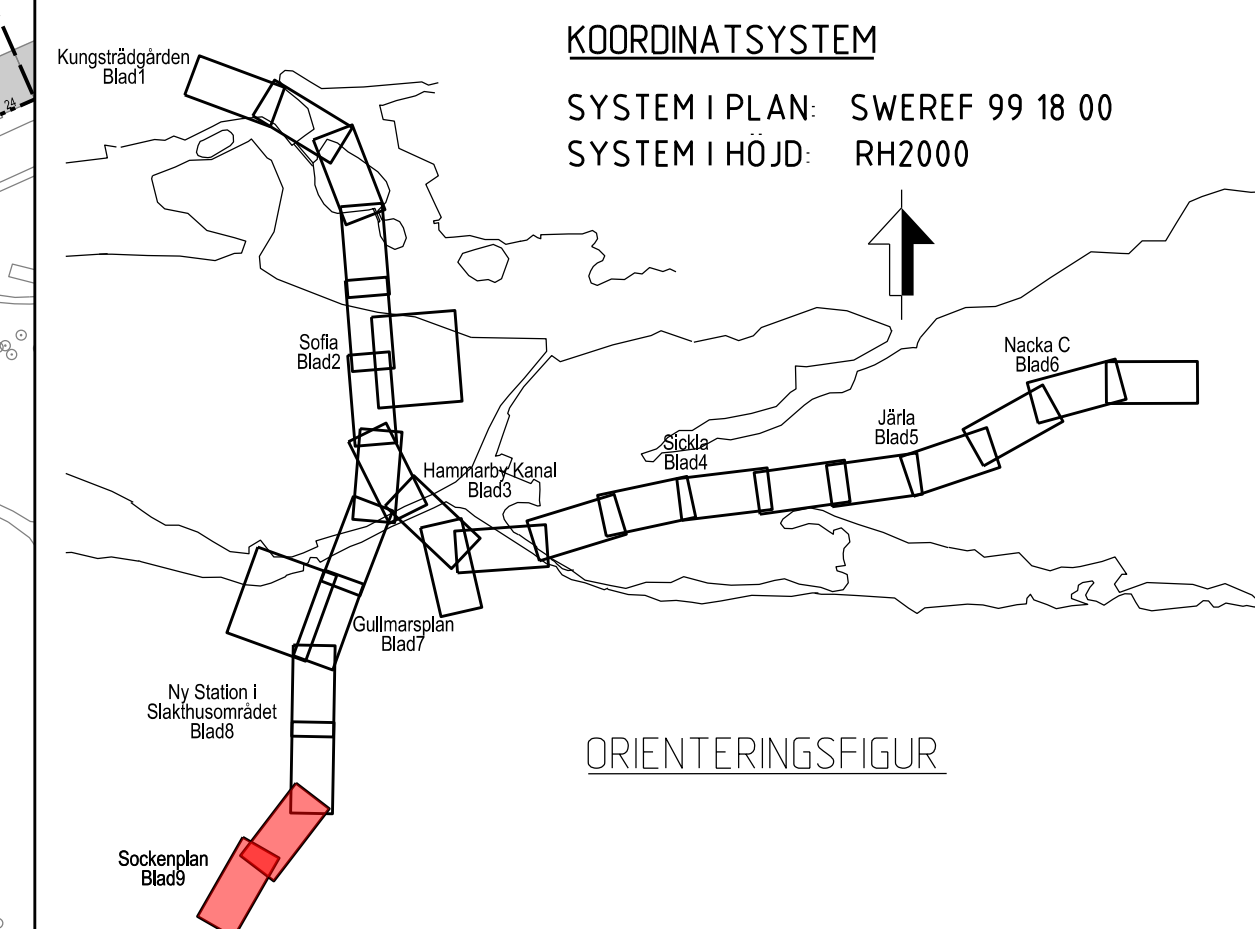 24
Kungsträdgården
Blad1
KOORDINATSYSTEM
SYSTEM I PLAN: SWEREF 99 18 00
SYSTEM I HÖJD: RH2000
Sofia
Blad2
Nacka C
Blad6
Järla
Blad5
Sickla
Blad4
Hammarby Kanal
Blad3
Gullmarsplan
Blad7
Ny Station i
Slakthusområdet
Blad8
ORIENTERINGSFIGUR
Sockenplan
Blad9